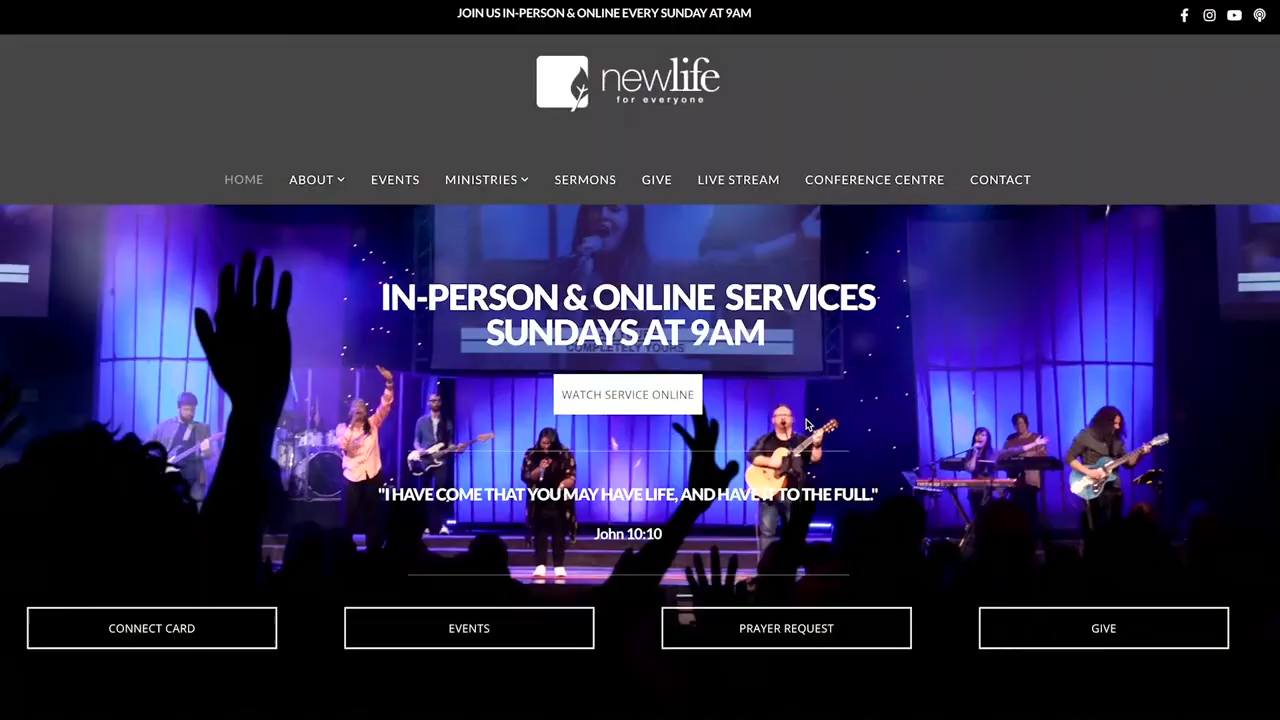 JOIN US IN-PERSON & ONLINE EVERY SUNDAY AT 9AM
newlife
for everyone
HOME ABOUT EVENTS MINISTRIES SERMONS GIVE LIVE STREAM CONFERENCE CENTRE CONTACT
IN-PERSON & ONLINE SERVICES
SUNDAYS AT 9AM
COMPLETELY YOURS
WATCH SERVICE ONLINE
"I HAVE COME THAT YOU MAY HAVE LIFE, AND HAVE IT TO THE FULL."
John 10:10
CONNECT CARD EVENTS PRAYER REQUEST GIVE